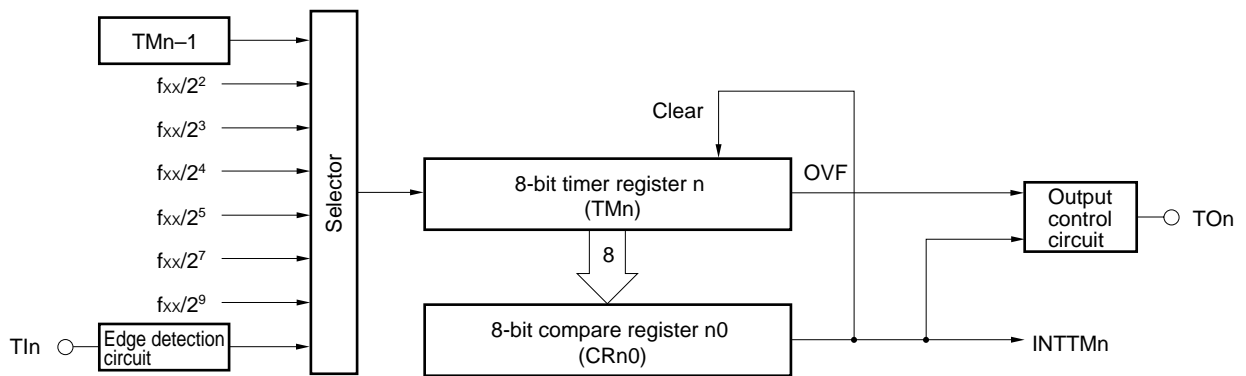 TMn–1
fxx/2²
fxx/2³
fxx/2⁴
fxx/2⁵
fxx/2⁷
fxx/2⁹
TIn
Edge detection
circuit
Selector
Clear
8-bit timer register n
(TMn)
OVF
8
8-bit compare register n0
(CRn0)
Output
control
circuit
TOn
INTTMn